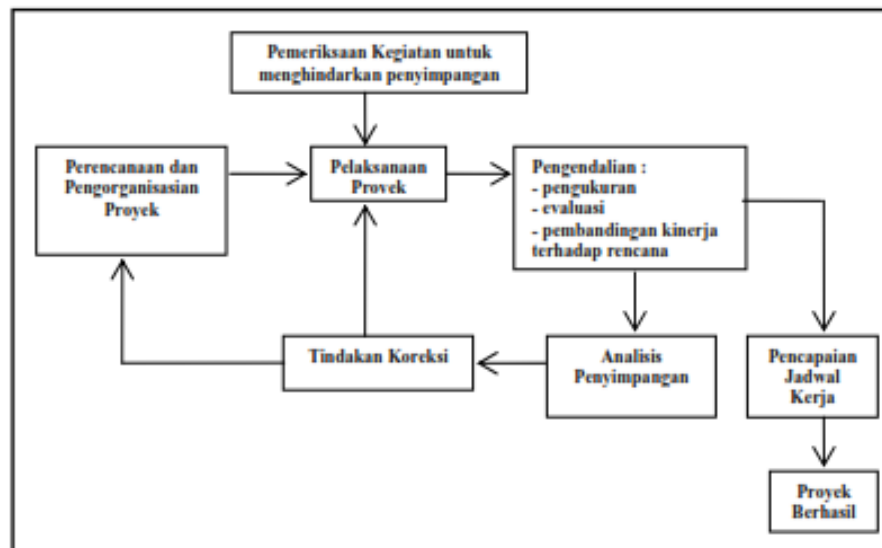 Pemeriksaan Kegiatan untuk
menghindarkan penyimpangan
Perencanaan dan
Pengorganisasian
Proyek
Pelaksanaan
Proyek
Pengendalian :
- pengukuran
- evaluasi
- pembandingan kinerja
terhadap rencana
Tindakan Koreksi
Analisis
Penyimpangan
Pencapaian
Jadwal
Kerja
Proyek
Berhasil